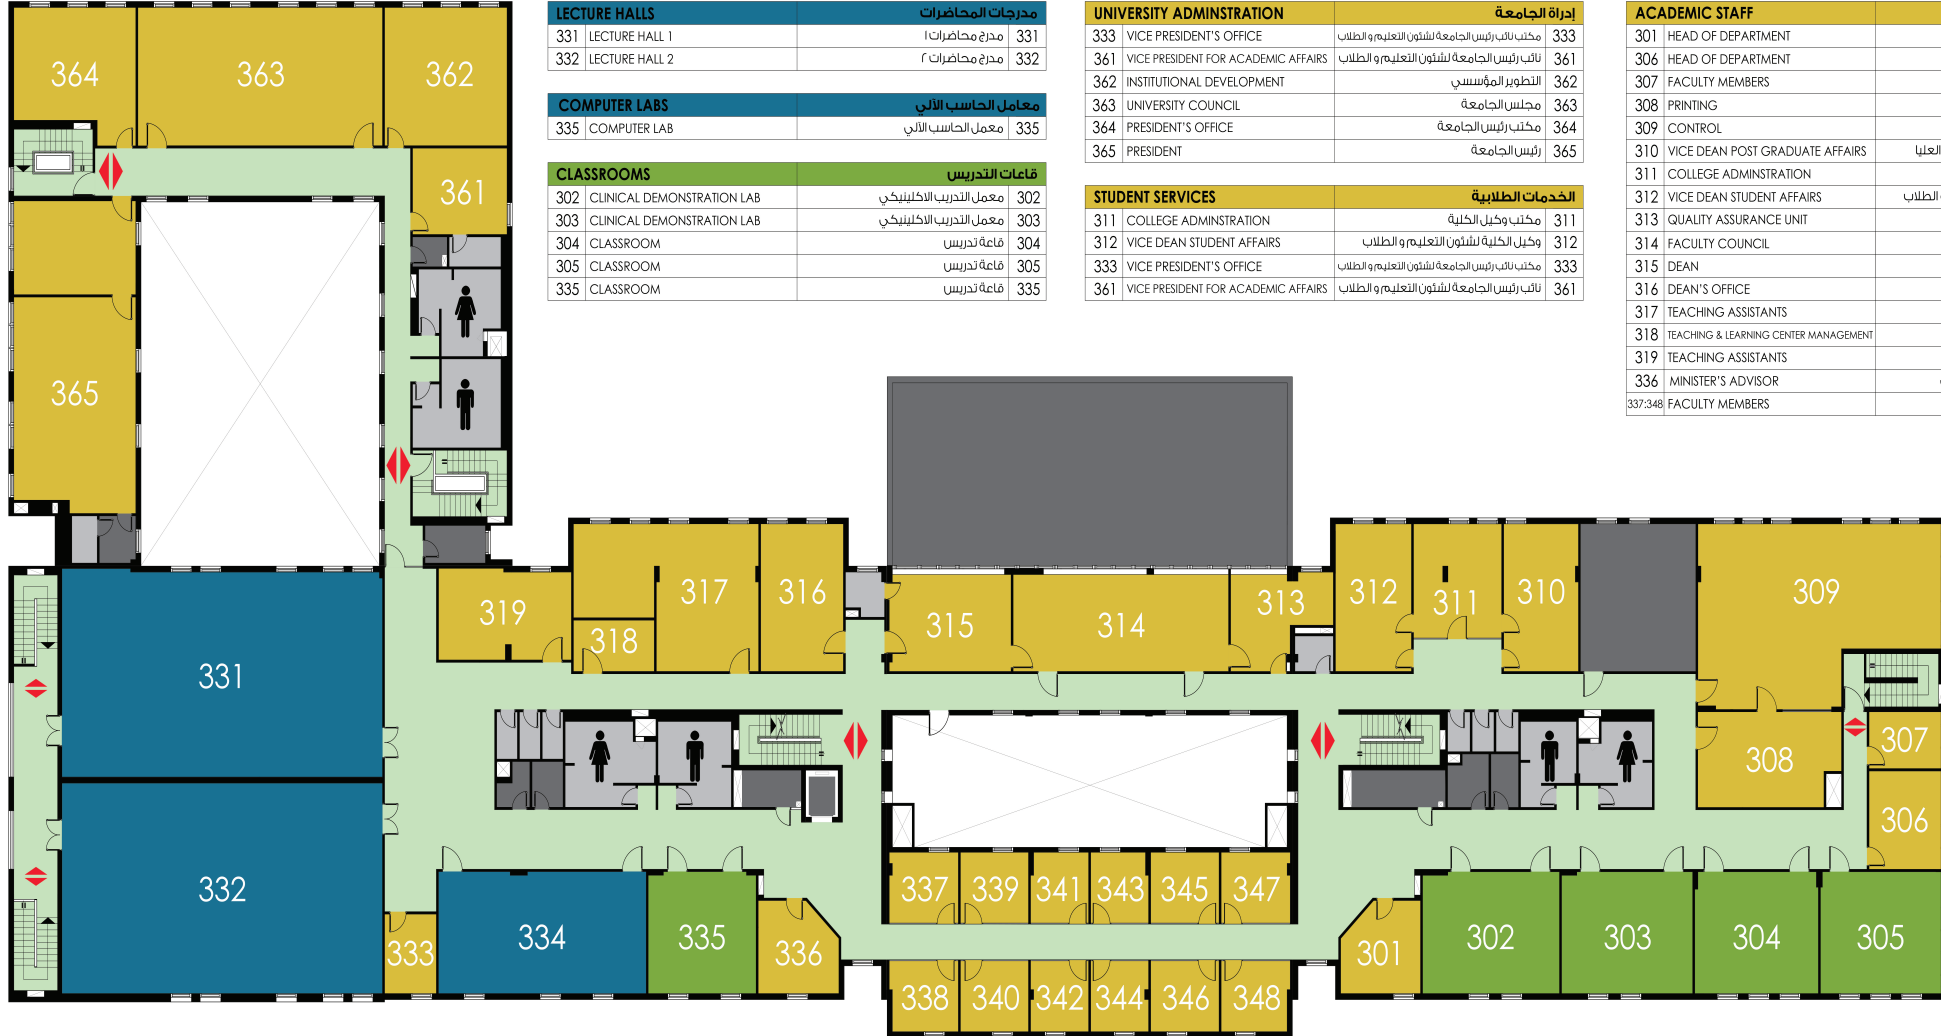 LECTURE HALLS مدرجات المحاضرات
331 LECTURE HALL 1 مدرج محاضرات ١ 331
332 LECTURE HALL 2 مدرج محاضرات ٢ 332
COMPUTER LABS معامل الحاسب الآلي
335 COMPUTER LAB معمل الحاسب الآلي 335
CLASSROOMS قاعات التدريس
302 CLINICAL DEMONSTRATION LAB معمل التدريب الاكلينيكي 302
303 CLINICAL DEMONSTRATION LAB معمل التدريب الاكلينيكي 303
304 CLASSROOM قاعة تدريس 304
305 CLASSROOM قاعة تدريس 305
335 CLASSROOM قاعة تدريس 335
UNIVERSITY ADMINSTRATION إدراة الجامعة
333 VICE PRESIDENT'S OFFICE مكتب نائب رئيس الجامعة لشئون التعليم و الطلاب 333
361 VICE PRESIDENT FOR ACADEMIC AFFAIRS نائب رئيس الجامعة لشئون التعليم و الطلاب 361
362 INSTITUTIONAL DEVELOPMENT التطوير المؤسسي 362
363 UNIVERSITY COUNCIL مجلس الجامعة 363
364 PRESIDENT'S OFFICE مكتب رئيس الجامعة 364
365 PRESIDENT رئيس الجامعة 365
STUDENT SERVICES الخدمات الطلابية
311 COLLEGE ADMINSTRATION مكتب وكيل الكلية 311
312 VICE DEAN STUDENT AFFAIRS وكيل الكلية لشئون التعليم و الطلاب 312
333 VICE PRESIDENT'S OFFICE مكتب نائب رئيس الجامعة لشئون التعليم و الطلاب 333
361 VICE PRESIDENT FOR ACADEMIC AFFAIRS نائب رئيس الجامعة لشئون التعليم و الطلاب 361
ACADEMIC STAFF
301 HEAD OF DEPARTMENT
306 HEAD OF DEPARTMENT
307 FACULTY MEMBERS
308 PRINTING
309 CONTROL
310 VICE DEAN POST GRADUATE AFFAIRS العليا
311 COLLEGE ADMINSTRATION
312 VICE DEAN STUDENT AFFAIRS الطلاب
313 QUALITY ASSURANCE UNIT
314 FACULTY COUNCIL
315 DEAN
316 DEAN'S OFFICE
317 TEACHING ASSISTANTS
318 TEACHING & LEARNING CENTER MANAGEMENT
319 TEACHING ASSISTANTS
336 MINISTER'S ADVISOR
337:348 FACULTY MEMBERS
364 363 362
361
365
319 318 317 316 315 314 313 312 311 310 309
331
308 307
306
332
337 339 341 343 345 347
333 334 335 336
301 302 303 304 305
338 340 342 344 346 348